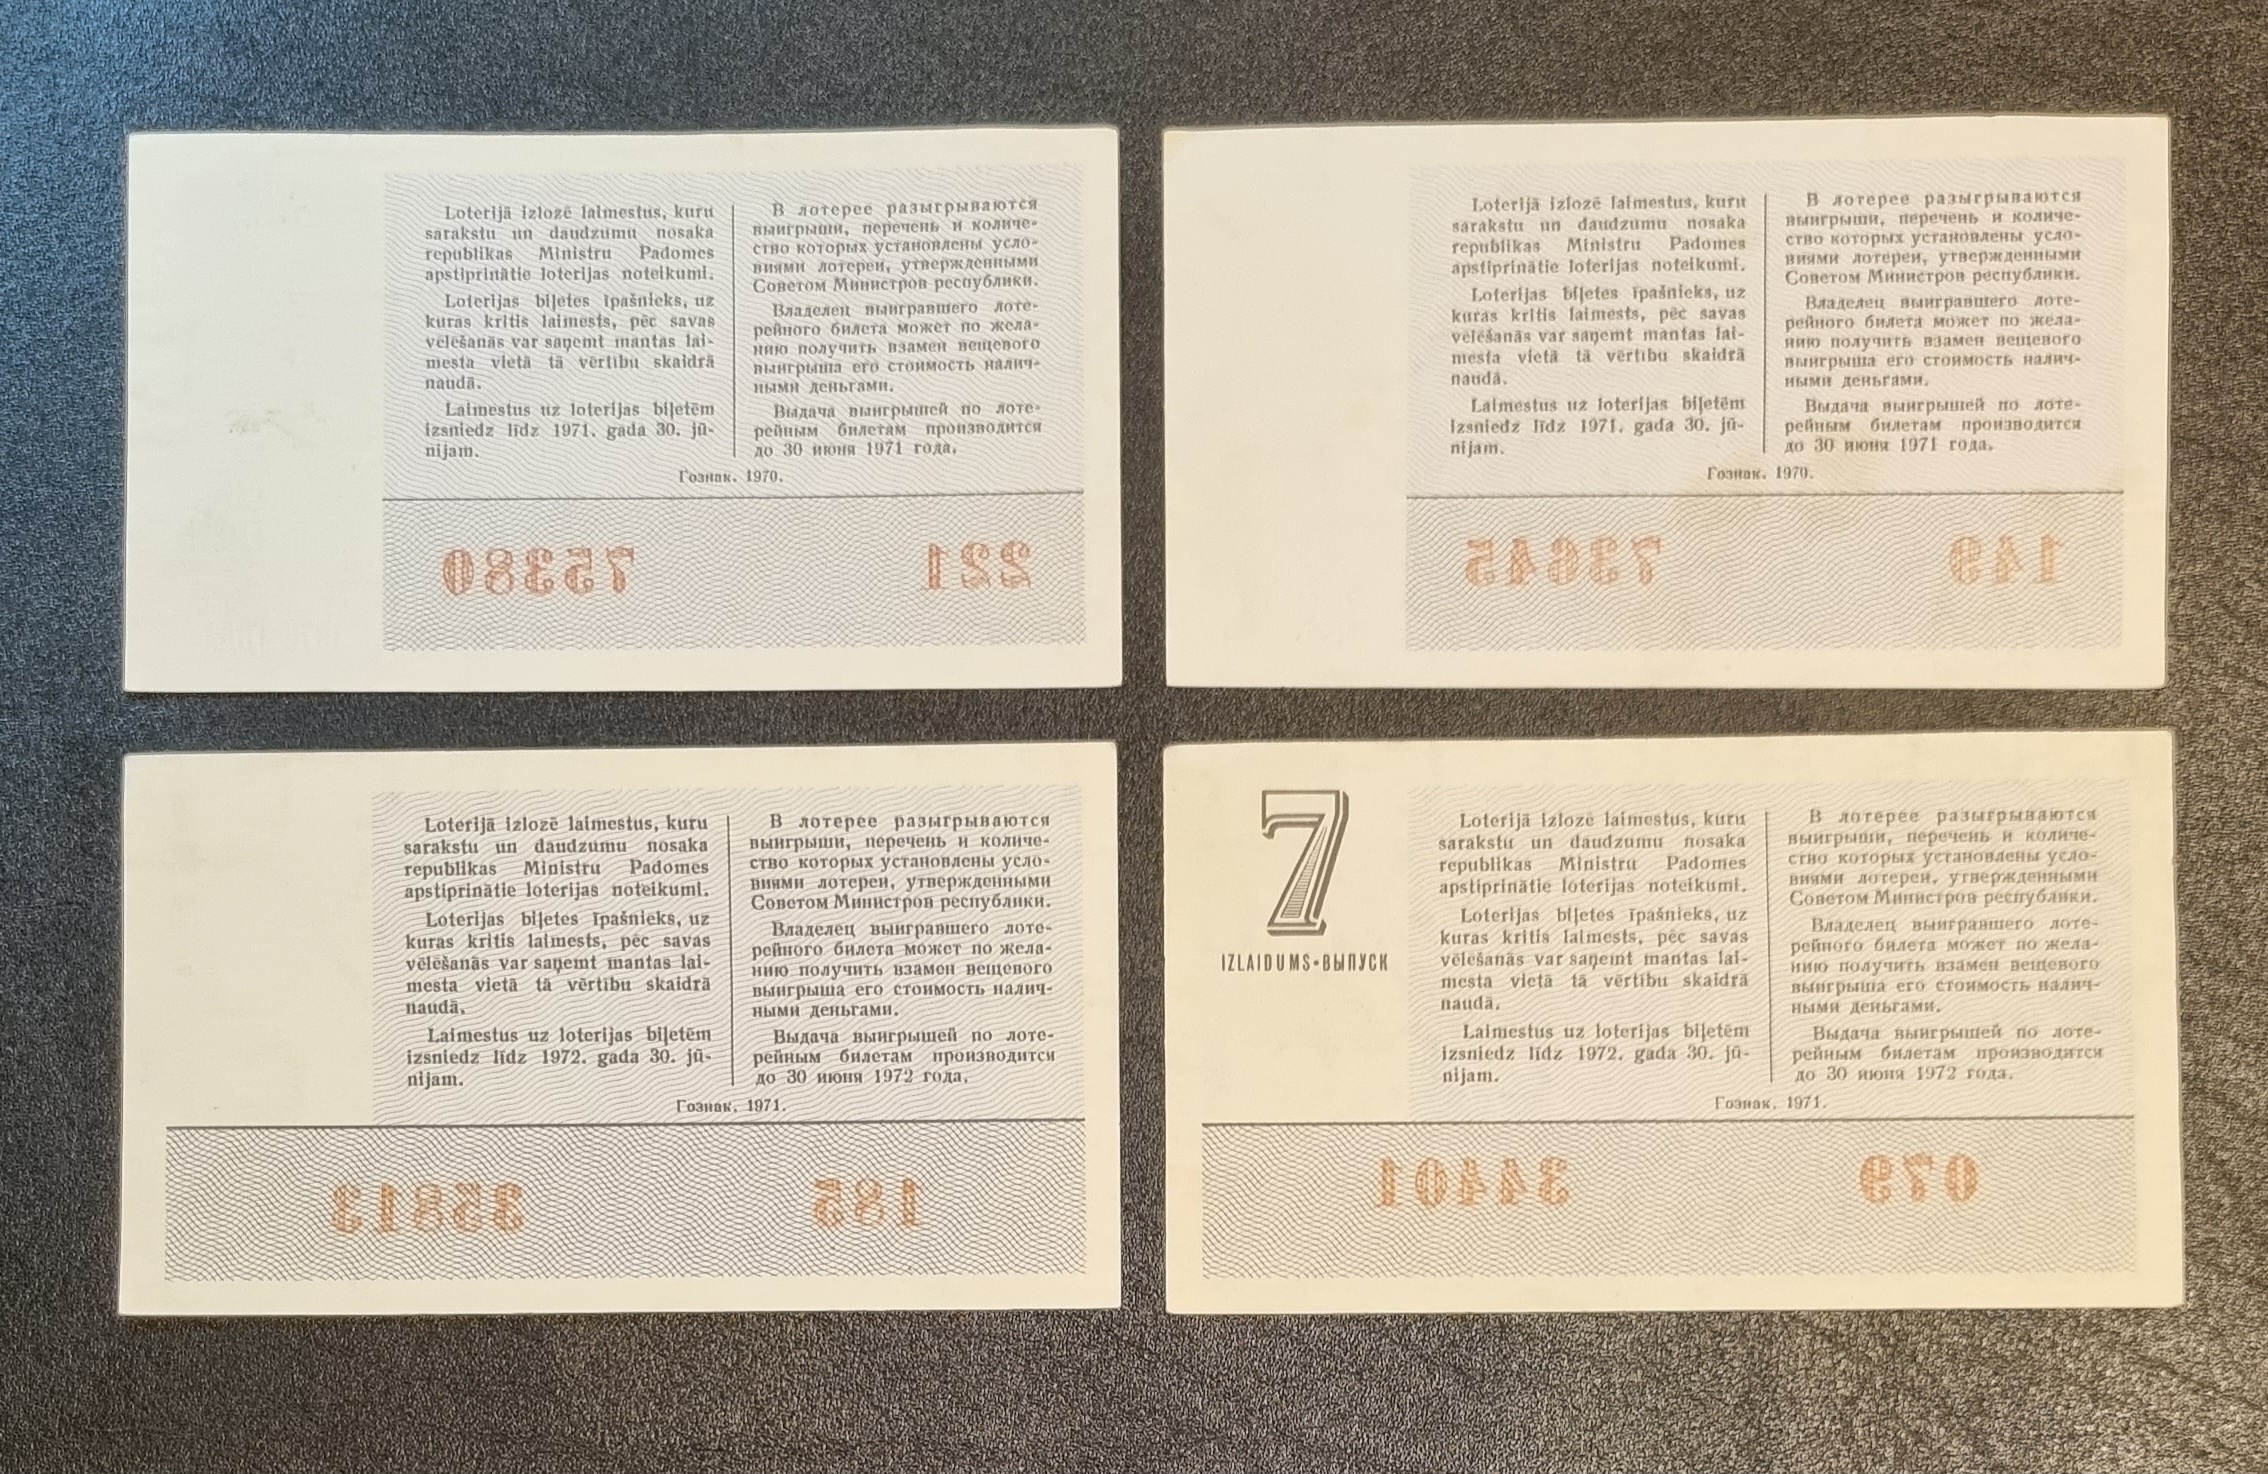 Loterijā izlozē laimestus, kuru
sarakstu un daudzumu nosaka
republikas Ministru Padomes
apstiprinātie loterijas noteikumi.
Loterijas biļetes īpašnieks, uz
kuras kritis laimests, pēc savas
vēlēšanās var saņemt mantas lai-
mesta vietā tā vērtību skaidrā
naudā.
Laimestus uz loterijas biļetēm
izsniedz līdz 1971. gada 30. jū-
nijam.
В лотерее разыгрываются
выигрыши, перечень и количе-
ство которых установлены усло-
виями лотереи, утвержденными
Советом Министров республики.
Владелец выигравшего лоте-
рейного билета может по жела-
нию получить взамен вещевого
выигрыша его стоимость налич-
ными деньгами.
Выдача выигрышей по лоте-
рейным билетам производится
до 30 июня 1971 года.
Гознак. 1970.
75380 221
Loterijā izlozē laimestus, kuru
sarakstu un daudzumu nosaka
republikas Ministru Padomes
apstiprinātie loterijas noteikumi.
Loterijas biļetes īpašnieks, uz
kuras kritis laimests, pēc savas
vēlēšanās var saņemt mantas lai-
mesta vietā tā vērtību skaidrā
naudā.
Laimestus uz loterijas biļetēm
izsniedz līdz 1971. gada 30. jū-
nijam.
В лотерее разыгрываются
выигрыши, перечень и количе-
ство которых установлены усло-
виями лотереи, утвержденными
Советом Министров республики.
Владелец выигравшего лоте-
рейного билета может по жела-
нию получить взамен вещевого
выигрыша его стоимость налич-
ными деньгами.
Выдача выигрышей по лоте-
рейным билетам производится
до 30 июня 1971 года.
Гознак. 1970.
73645 149
Loterijā izlozē laimestus, kuru
sarakstu un daudzumu nosaka
republikas Ministru Padomes
apstiprinātie loterijas noteikumi.
Loterijas biļetes īpašnieks, uz
kuras kritis laimests, pēc savas
vēlēšanās var saņemt mantas lai-
mesta vietā tā vērtību skaidrā
naudā.
Laimestus uz loterijas biļetēm
izsniedz līdz 1972. gada 30. jū-
nijam.
В лотерее разыгрываются
выигрыши, перечень и количе-
ство которых установлены усло-
виями лотереи, утвержденными
Советом Министров республики.
Владелец выигравшего лоте-
рейного билета может по жела-
нию получить взамен вещевого
выигрыша его стоимость налич-
ными деньгами.
Выдача выигрышей по лоте-
рейным билетам производится
до 30 июня 1972 года.
Гознак. 1971.
35813 185
7
IZLAIDUMS•ВЫПУСК
Loterijā izlozē laimestus, kuru
sarakstu un daudzumu nosaka
republikas Ministru Padomes
apstiprinātie loterijas noteikumi.
Loterijas biļetes īpašnieks, uz
kuras kritis laimests, pēc savas
vēlēšanās var saņemt mantas lai-
mesta vietā tā vērtību skaidrā
naudā.
Laimestus uz loterijas biļetēm
izsniedz līdz 1972. gada 30. jū-
nijam.
В лотерее разыгрываются
выигрыши, перечень и количе-
ство которых установлены усло-
виями лотереи, утвержденными
Советом Министров республики.
Владелец выигравшего лоте-
рейного билета может по жела-
нию получить взамен вещевого
выигрыша его стоимость налич-
ными деньгами.
Выдача выигрышей по лоте-
рейным билетам производится
до 30 июня 1972 года.
Гознак. 1971.
34401 079